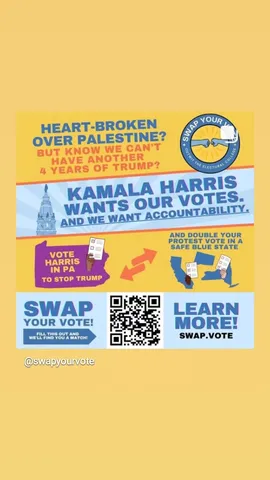 HEART-BROKEN
OVER PALESTINE?
BUT KNOW WE CAN'T
HAVE ANOTHER
4 YEARS OF TRUMP?
SWAP YOUR
KAMALA HARRIS
WANTS OUR VOTES.
AND WE WANT ACCOUNTABILITY.
VOTE
HARRIS
IN PA
TO STOP TRUMP
AND DOUBLE YOUR
PROTEST VOTE IN A
SAFE BLUE STATE
SWAP
YOUR VOTE!
FILL THIS OUT AND
WE'LL FIND YOU A MATCH!
LEARN
MORE!
SWAP.VOTE
@swapyourvote